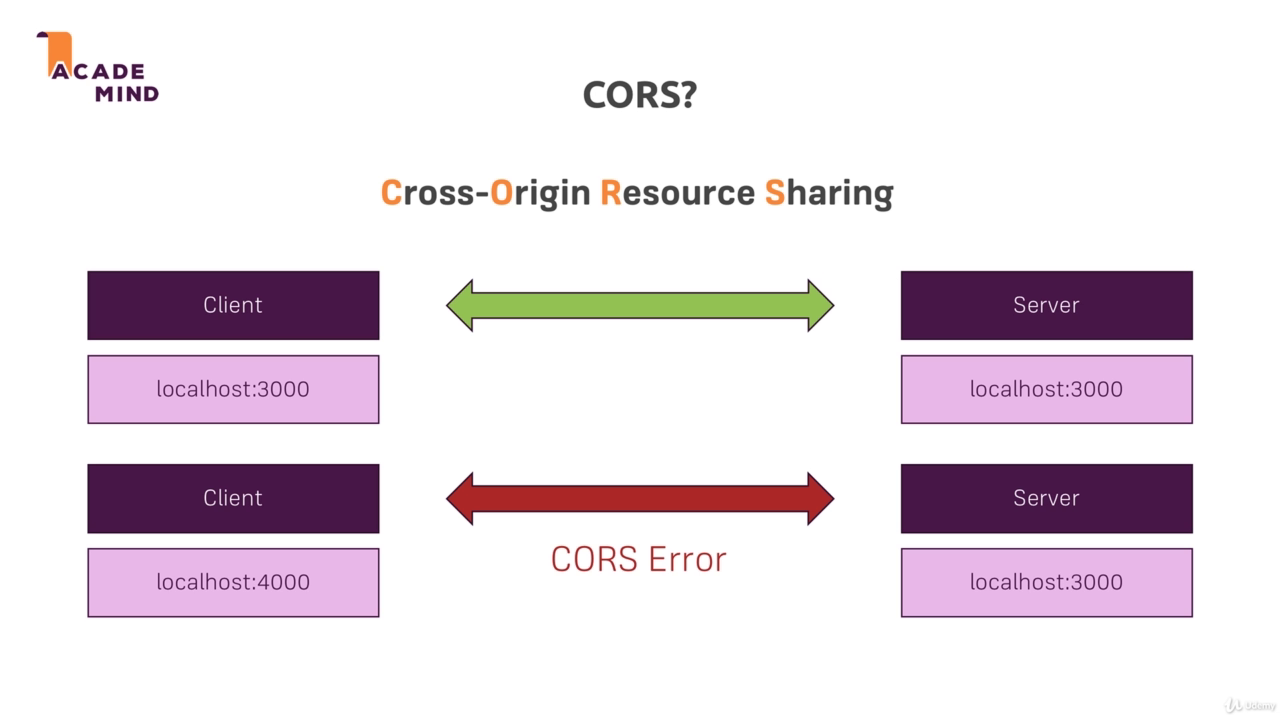 ACADE
MIND
CORS?
Cross-Origin Resource Sharing
Client
Server
localhost:3000
localhost:3000
Client
Server
CORS Error
localhost:4000
localhost:3000
Udemy